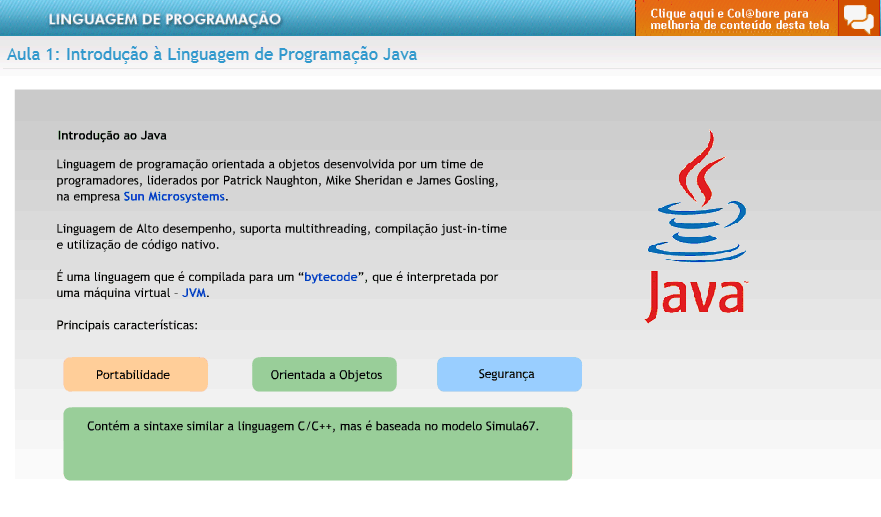 LINGUAGEM DE PROGRAMAÇÃO
Clique aqui e Col@bore para
melhoria de conteúdo desta tela
Aula 1: Introdução à Linguagem de Programação Java
Introdução ao Java
Linguagem de programação orientada a objetos desenvolvida por um time de
programadores, liderados por Patrick Naughton, Mike Sheridan e James Gosling,
na empresa Sun Microsystems.
Linguagem de Alto desempenho, suporta multithreading, compilação just-in-time
e utilização de código nativo.
É uma linguagem que é compilada para um “bytecode”, que é interpretada por
uma máquina virtual – JVM.
Principais características:
Java™
Portabilidade
Orientada a Objetos
Segurança
Contém a sintaxe similar a linguagem C/C++, mas é baseada no modelo Simula67.